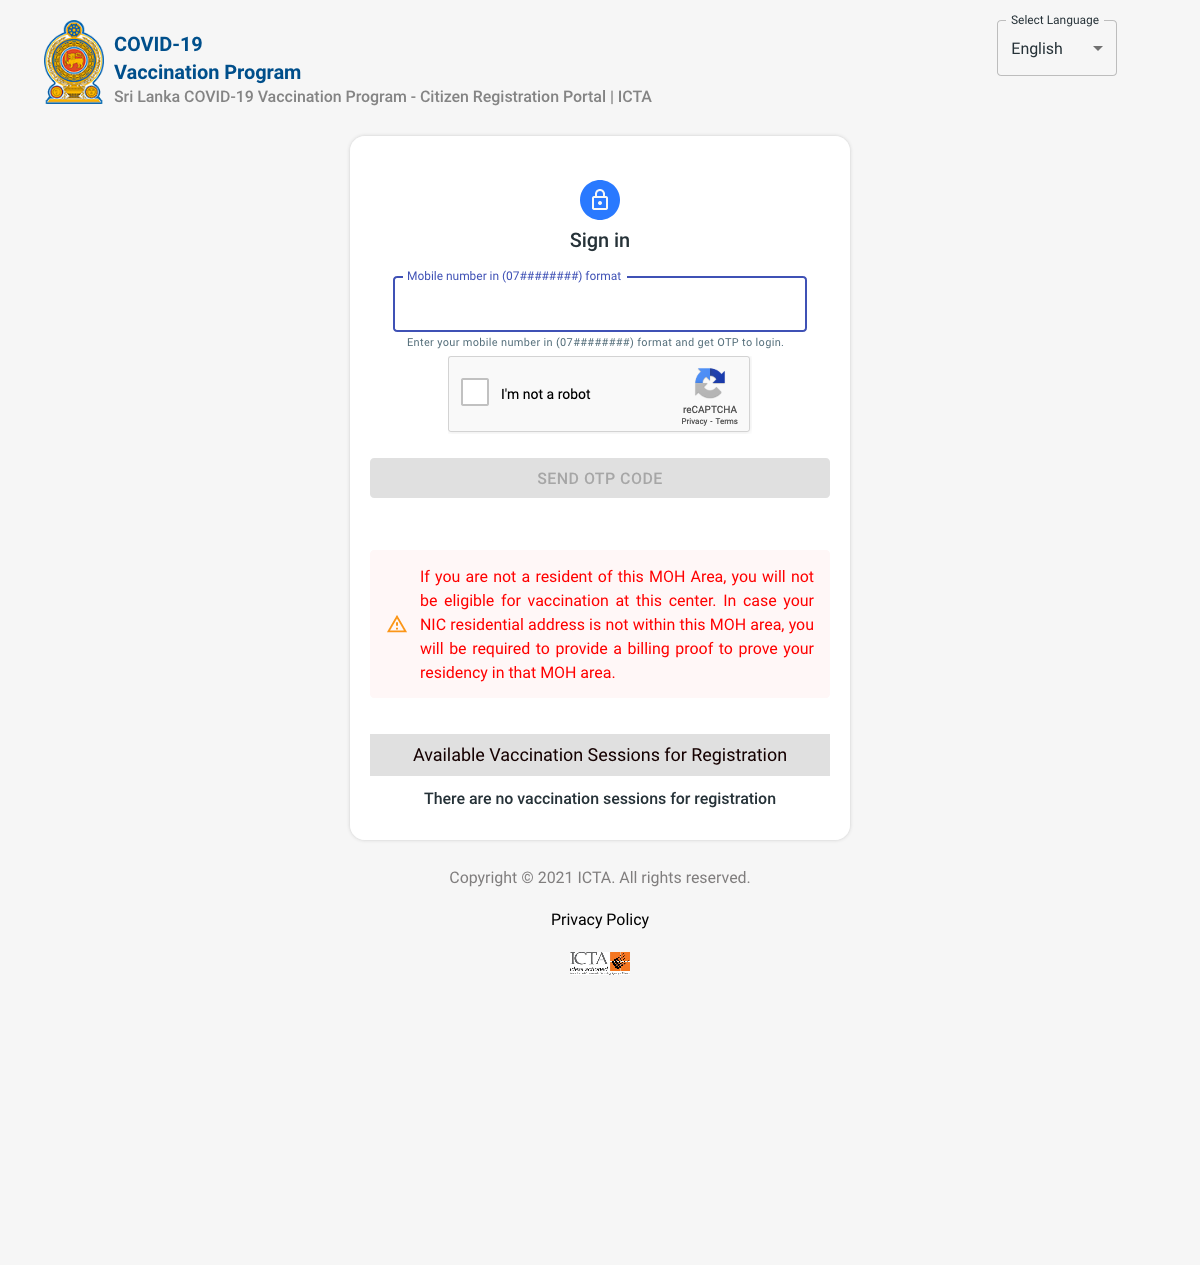 COVID-19
Vaccination Program
Sri Lanka COVID-19 Vaccination Program - Citizen Registration Portal | ICTA
Select Language
English
Sign in
Mobile number in (07########) format
Enter your mobile number in (07########) format and get OTP to login.
I'm not a robot
reCAPTCHA
Privacy - Terms
SEND OTP CODE
If you are not a resident of this MOH Area, you will not
be eligible for vaccination at this center. In case your
NIC residential address is not within this MOH area, you
will be required to provide a billing proof to prove your
residency in that MOH area.
Available Vaccination Sessions for Registration
There are no vaccination sessions for registration
Copyright © 2021 ICTA. All rights reserved.
Privacy Policy
ICTA
ideas actioned